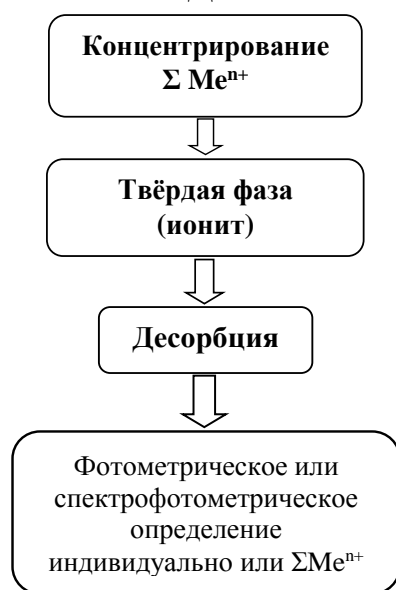 Концентрирование
Σ Meⁿ⁺
Твёрдая фаза
(ионит)
Десорбция
Фотометрическое или
спектрофотометрическое
определение
индивидуально или ΣMeⁿ⁺